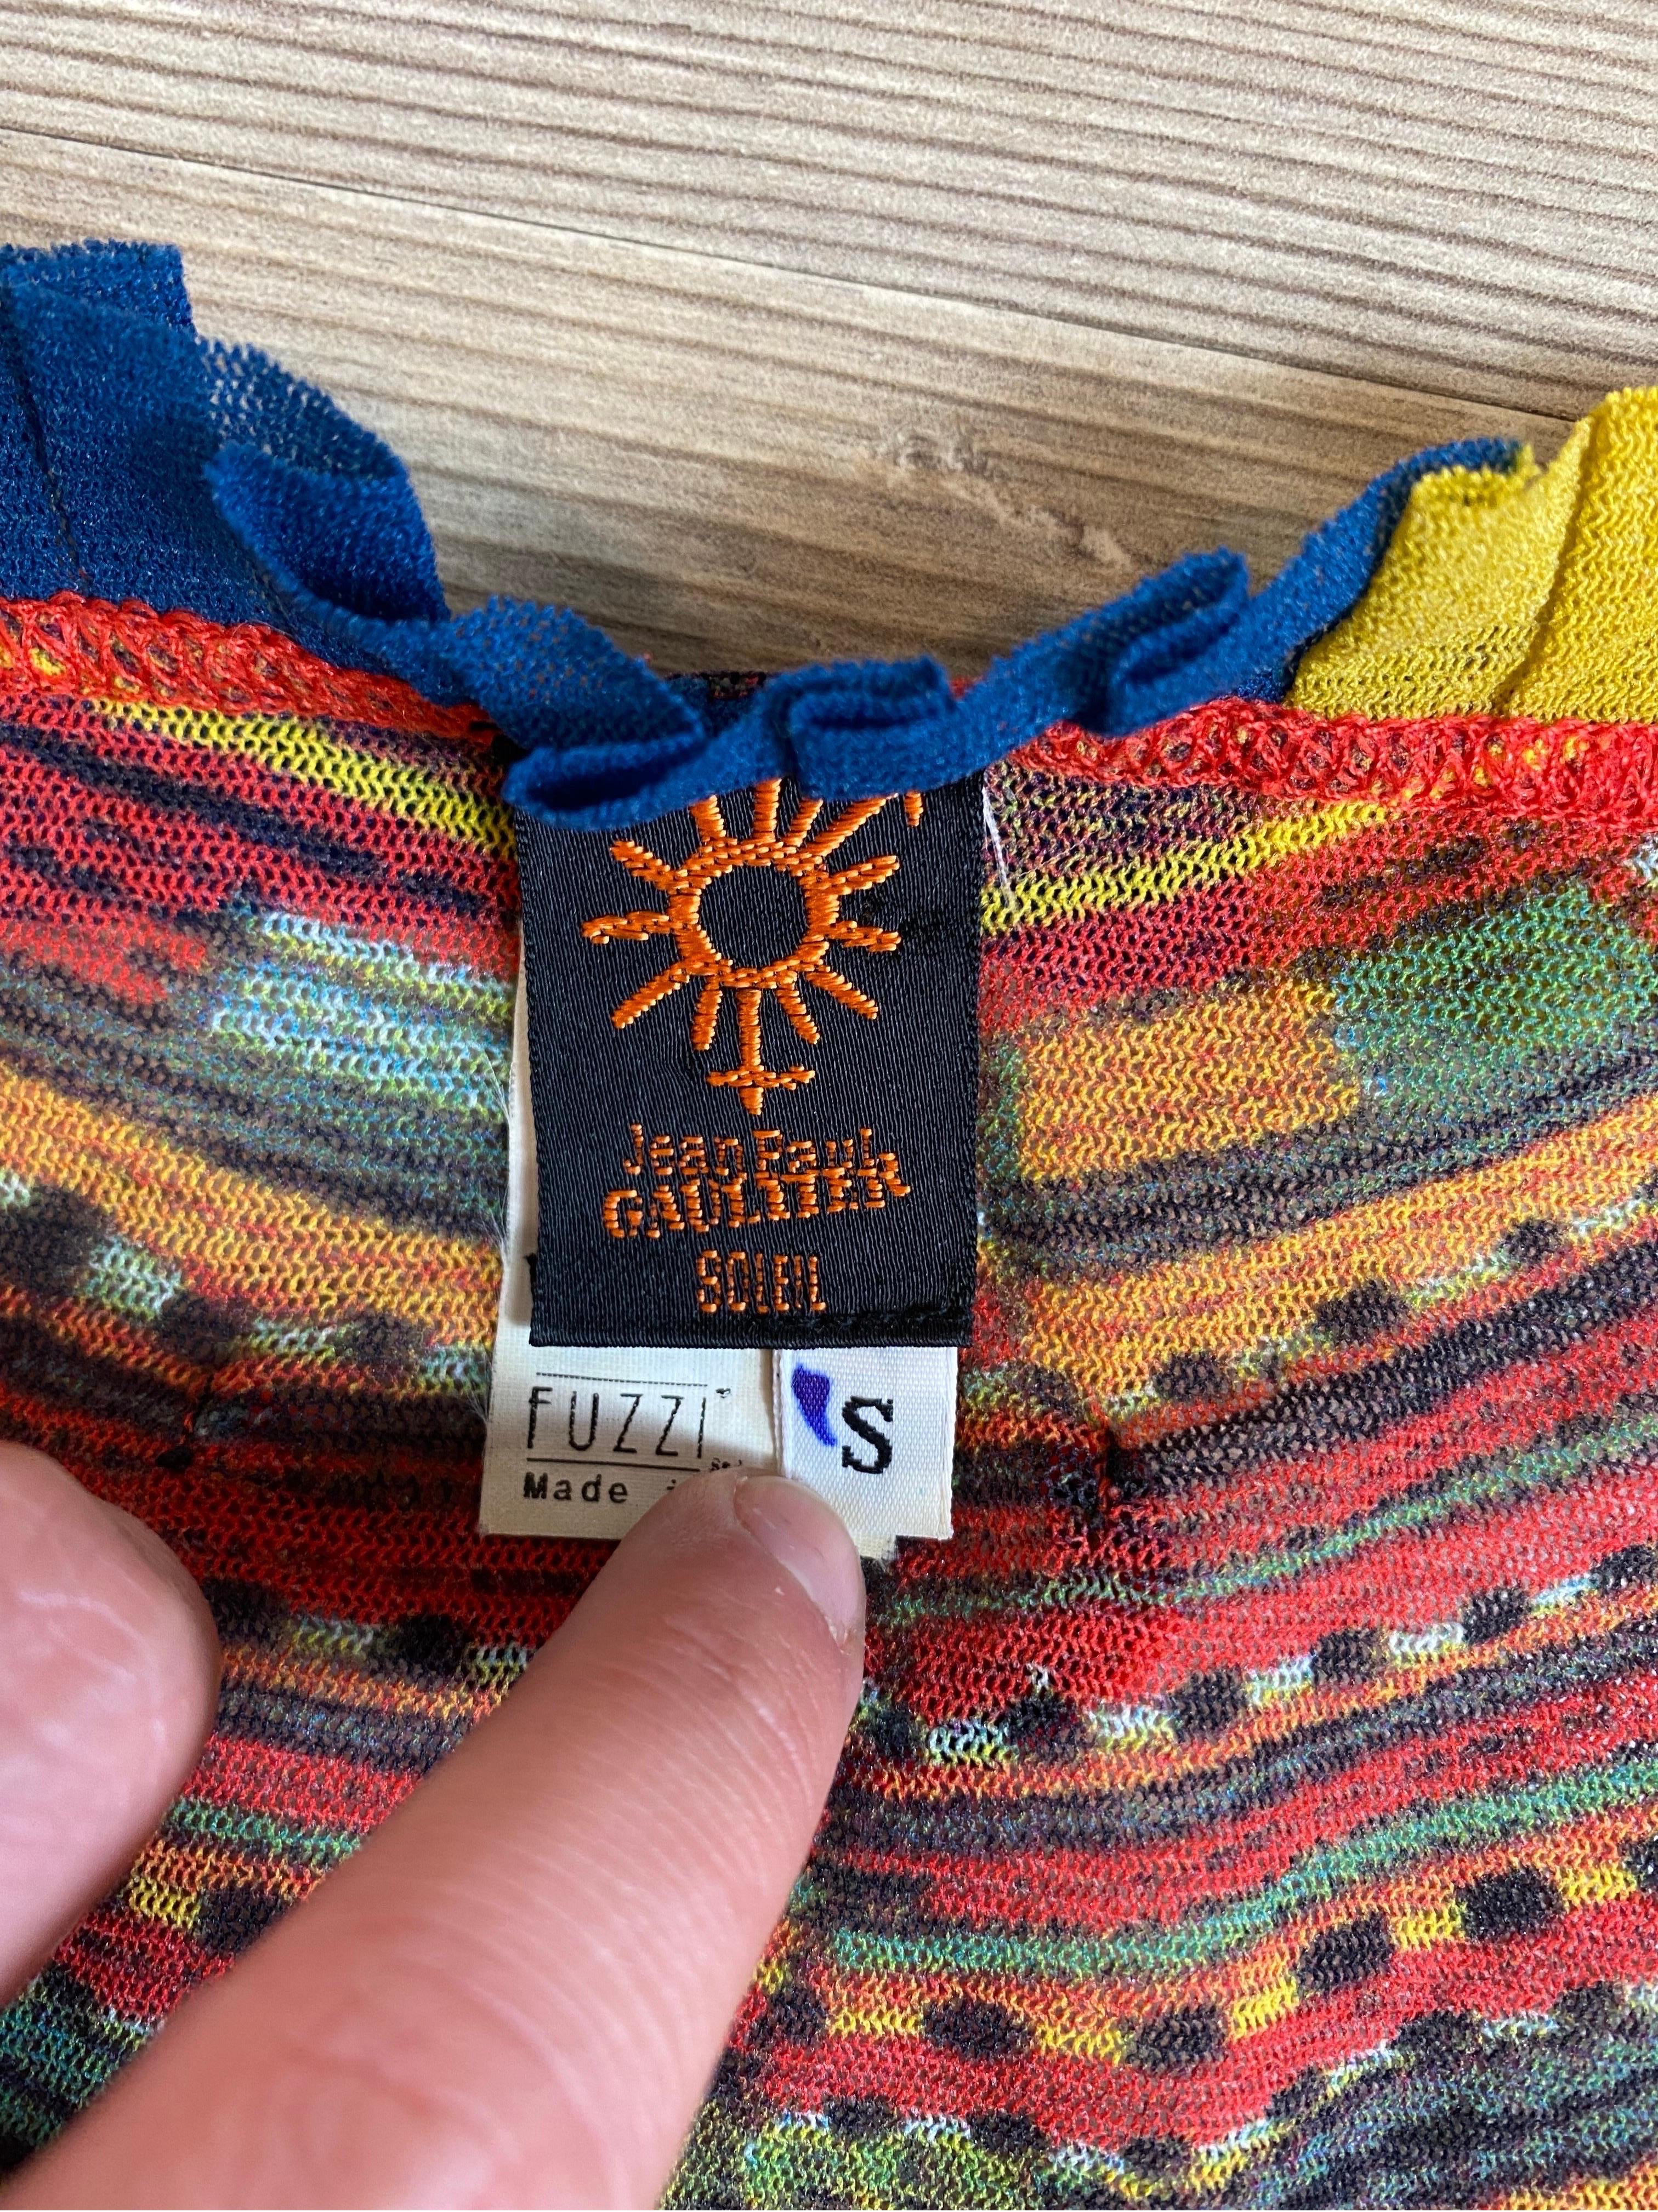 Jean Paul
GAULTIER
SOLEIL
FUZZI
Made
S